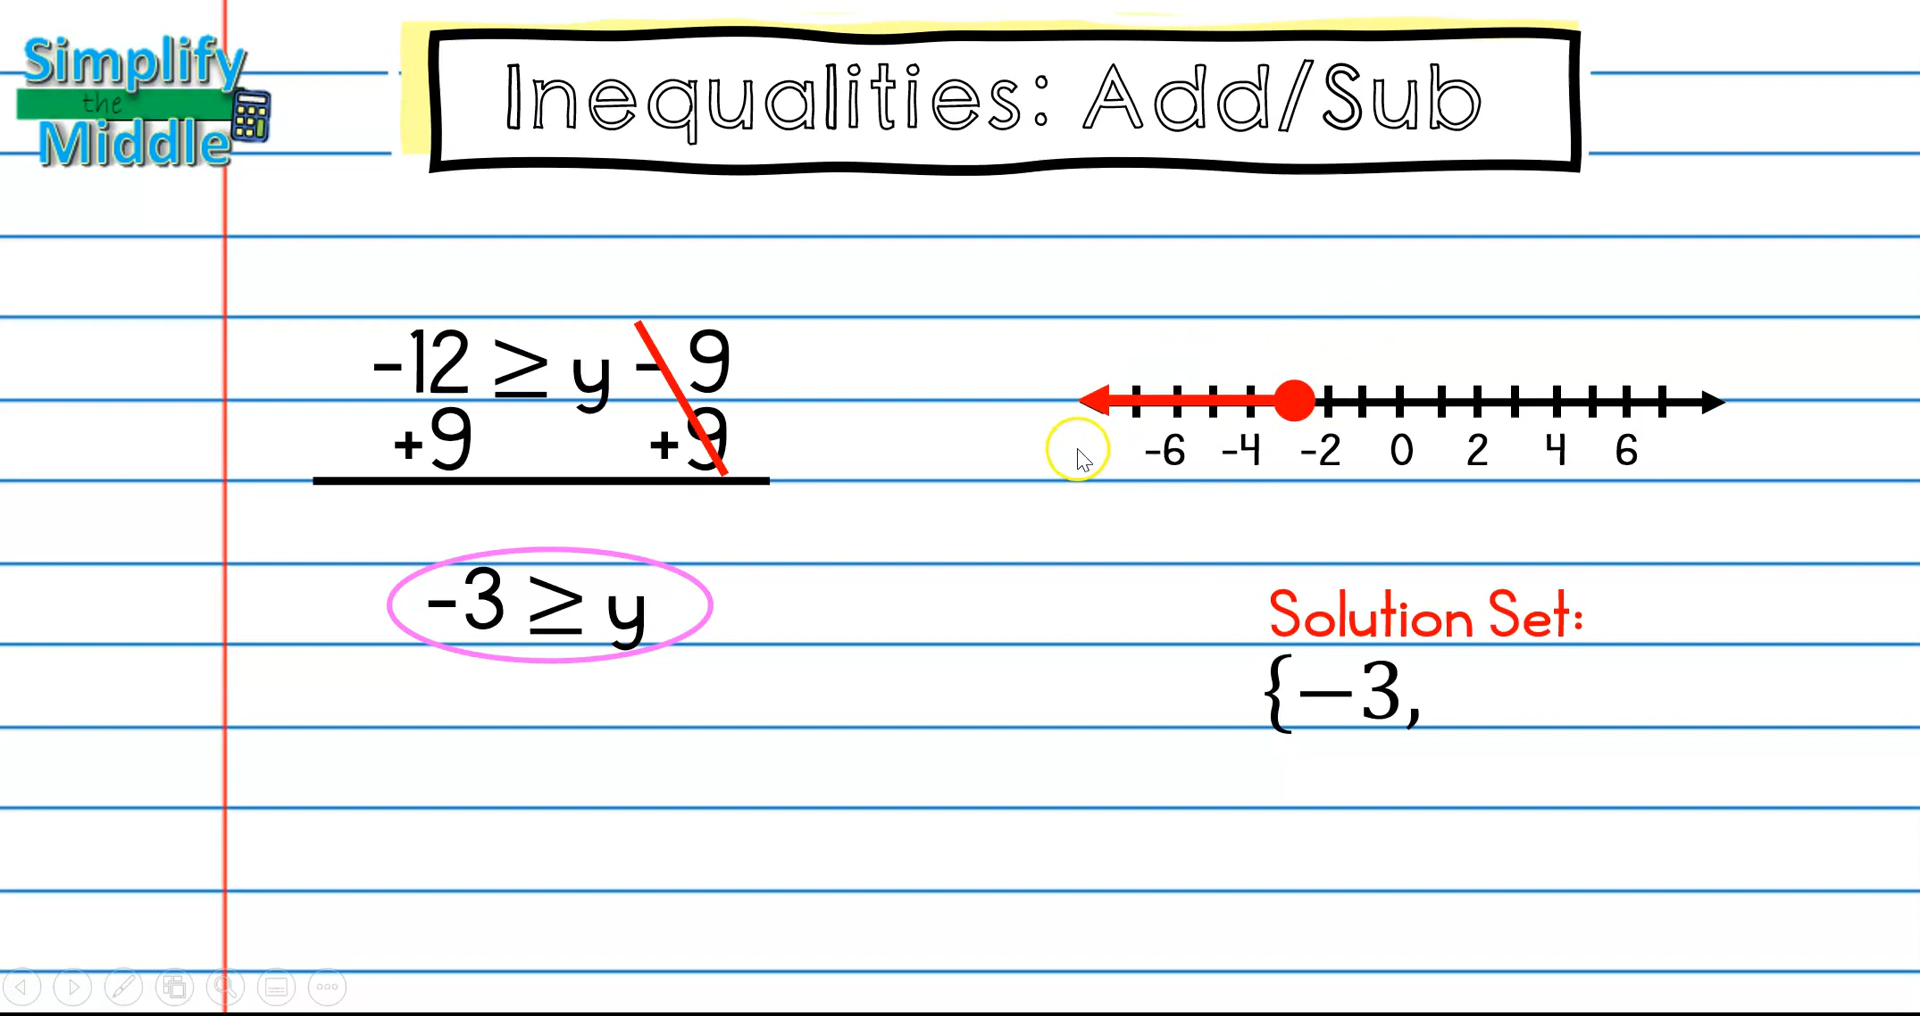 Simplify
the
Middle
Inequalities: Add/Sub
-12 ≥ y - 9
+9 +9
-3 ≥ y
-6 -4 -2 0 2 4 6
Solution Set:
{−3,